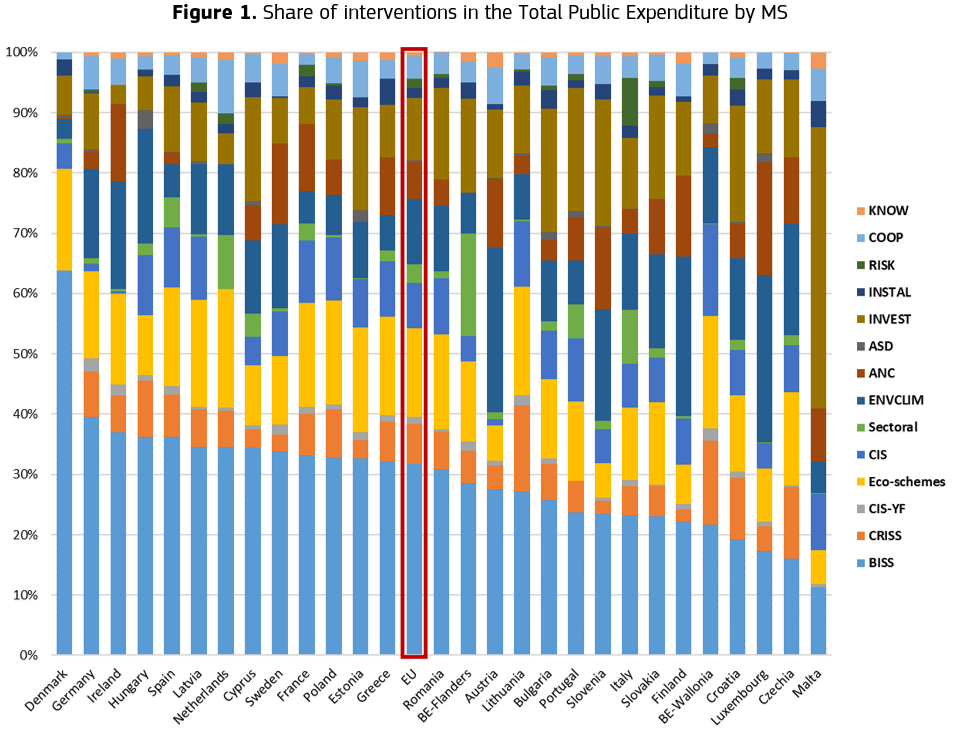 Figure 1. Share of interventions in the Total Public Expenditure by MS
100%
90%
80%
70%
60%
50%
40%
30%
20%
10%
0%
KNOW
COOP
RISK
INSTAL
INVEST
ASD
ANC
ENVCLIM
Sectoral
CIS
Eco-schemes
CIS-YF
CRISS
BISS
Denmark
Germany
Ireland
Hungary
Spain
Latvia
Netherlands
Cyprus
Sweden
France
Poland
Estonia
Greece
EU
Romania
BE-Flanders
Austria
Lithuania
Bulgaria
Portugal
Slovenia
Italy
Slovakia
Finland
BE-Wallonia
Croatia
Luxembourg
Czechia
Malta